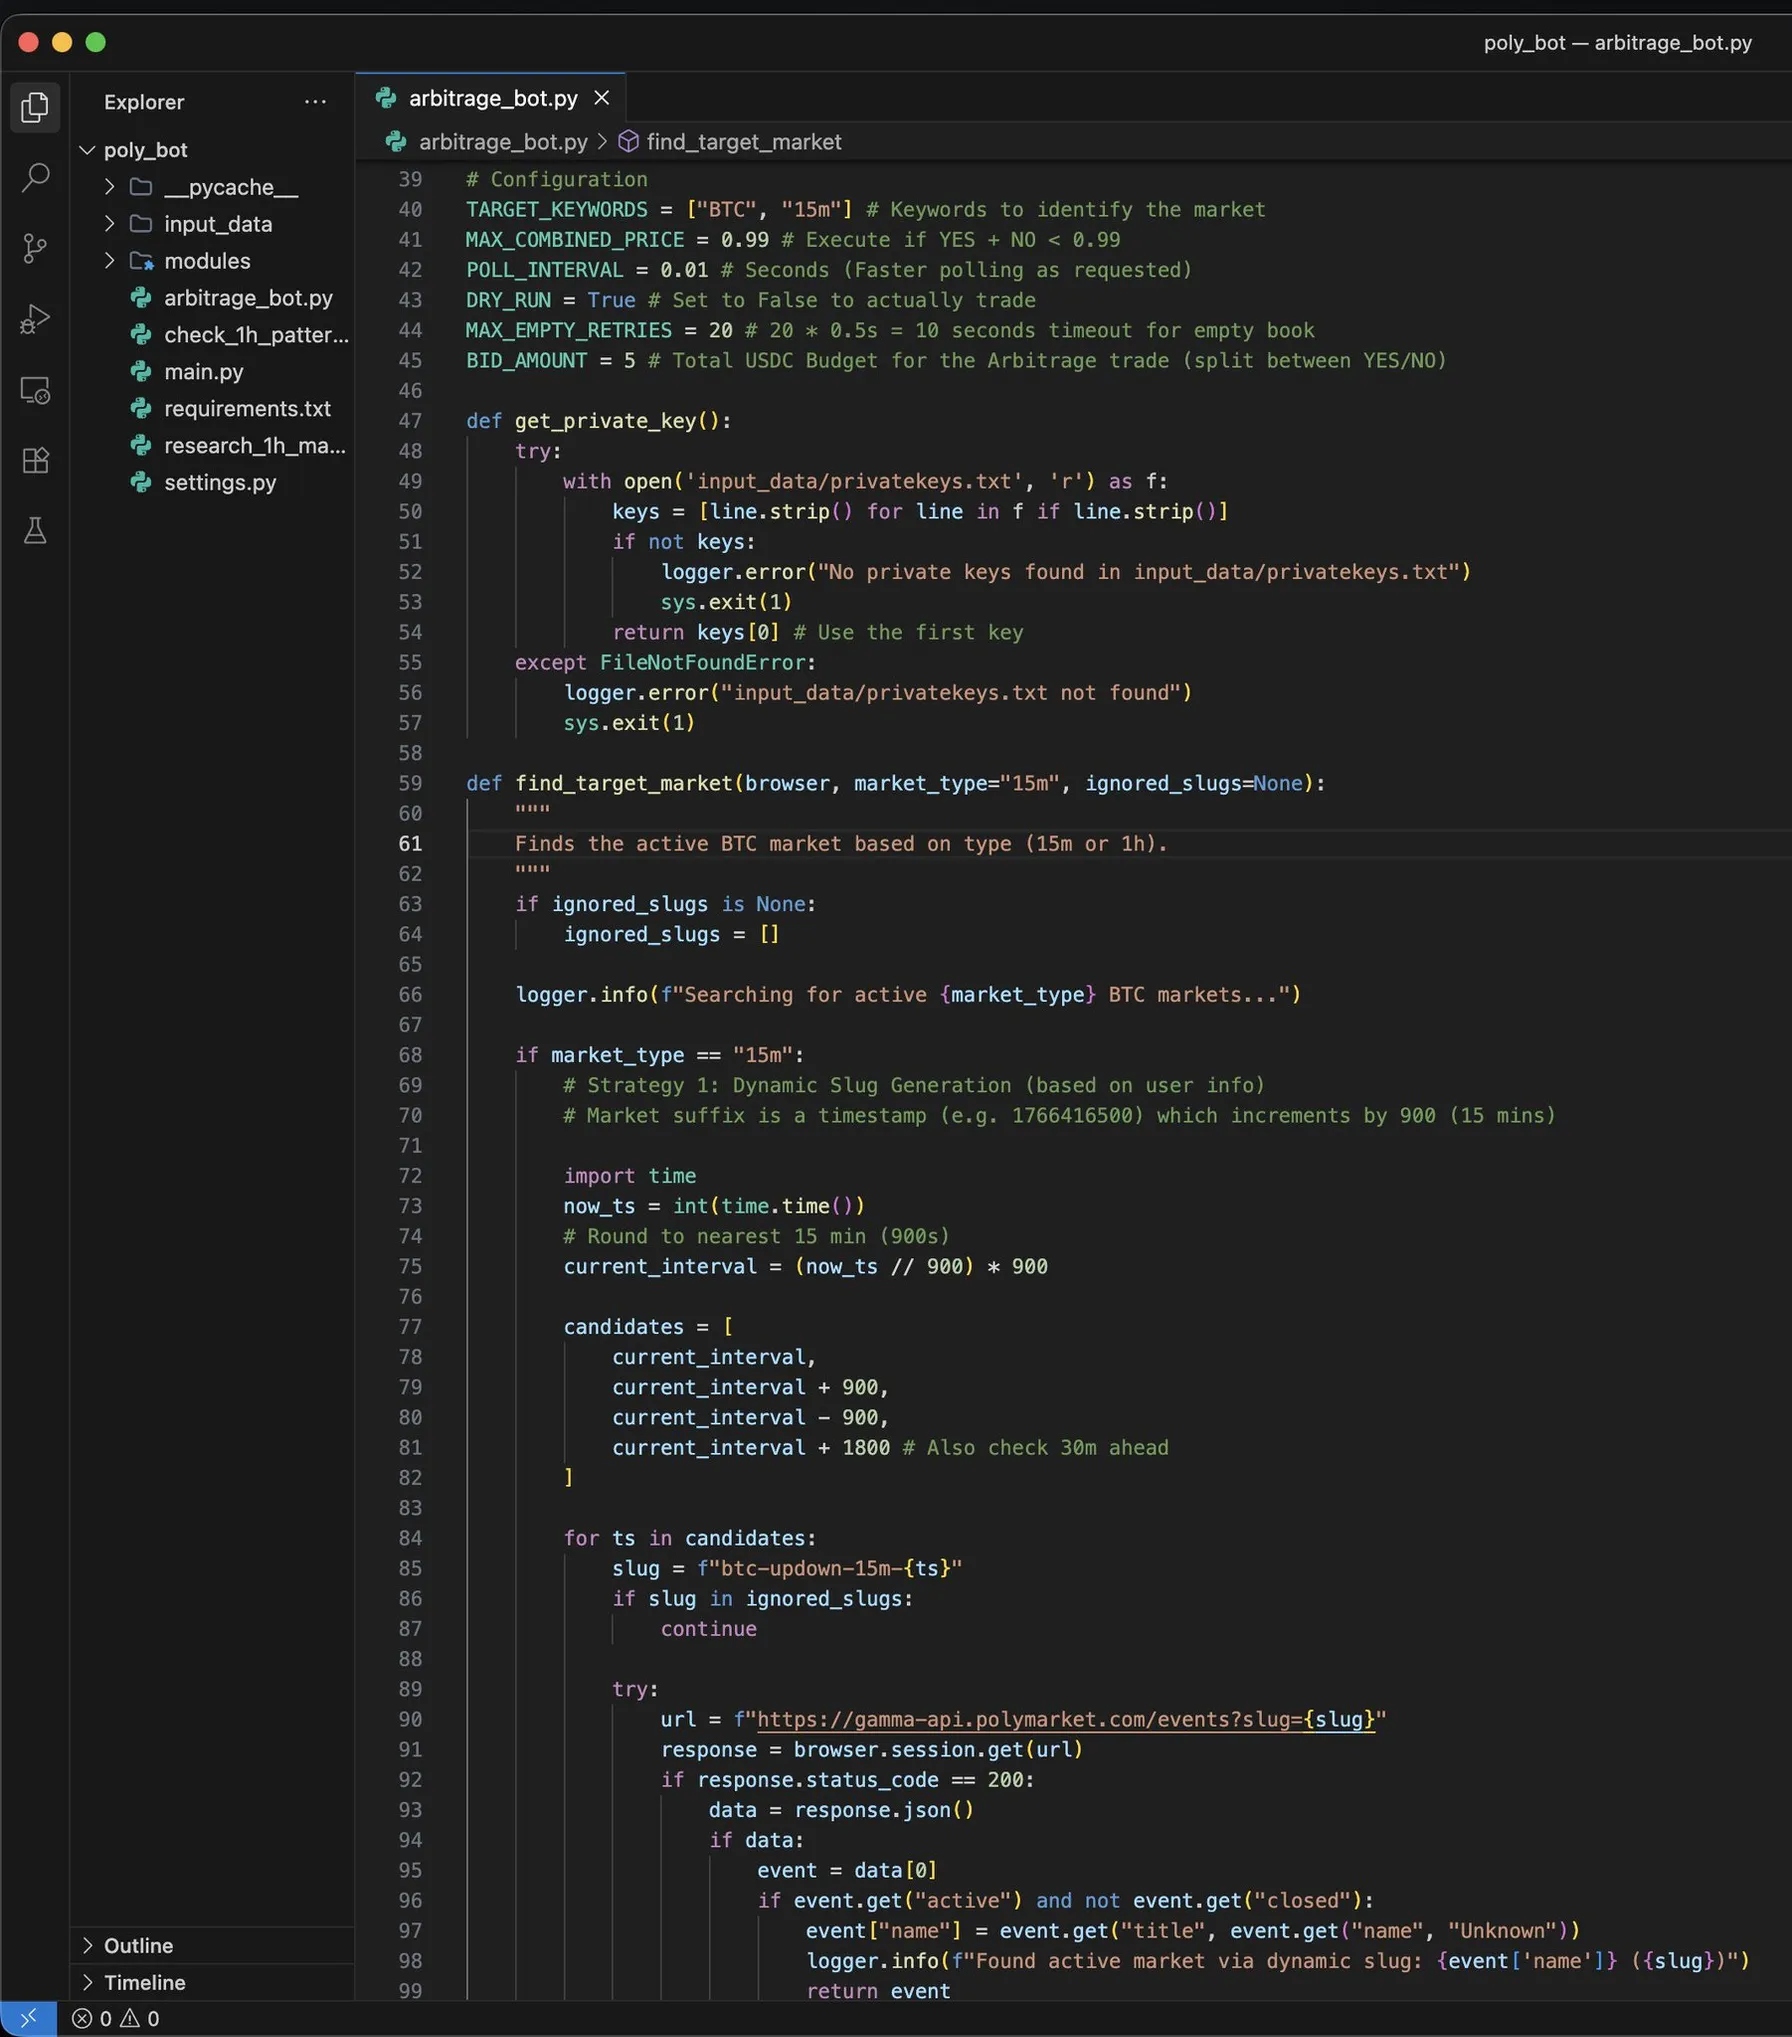 poly_bot — arbitrage_bot.py
Explorer
poly_bot
__pycache__
input_data
modules
arbitrage_bot.py
check_1h_patter...
main.py
requirements.txt
research_1h_ma...
settings.py
Outline
Timeline
arbitrage_bot.py
arbitrage_bot.py > find_target_market
39 # Configuration
40 TARGET_KEYWORDS = ["BTC", "15m"] # Keywords to identify the market
41 MAX_COMBINED_PRICE = 0.99 # Execute if YES + NO < 0.99
42 POLL_INTERVAL = 0.01 # Seconds (Faster polling as requested)
43 DRY_RUN = True # Set to False to actually trade
44 MAX_EMPTY_RETRIES = 20 # 20 * 0.5s = 10 seconds timeout for empty book
45 BID_AMOUNT = 5 # Total USDC Budget for the Arbitrage trade (split between YES/NO)
46
47 def get_private_key():
48     try:
49         with open('input_data/privatekeys.txt', 'r') as f:
50             keys = [line.strip() for line in f if line.strip()]
51             if not keys:
52                 logger.error("No private keys found in input_data/privatekeys.txt")
53                 sys.exit(1)
54             return keys[0] # Use the first key
55     except FileNotFoundError:
56         logger.error("input_data/privatekeys.txt not found")
57         sys.exit(1)
58
59 def find_target_market(browser, market_type="15m", ignored_slugs=None):
60     """
61     Finds the active BTC market based on type (15m or 1h).
62     """
63     if ignored_slugs is None:
64         ignored_slugs = []
65
66     logger.info(f"Searching for active {market_type} BTC markets...")
67
68     if market_type == "15m":
69         # Strategy 1: Dynamic Slug Generation (based on user info)
70         # Market suffix is a timestamp (e.g. 1766416500) which increments by 900 (15 mins)
71
72         import time
73         now_ts = int(time.time())
74         # Round to nearest 15 min (900s)
75         current_interval = (now_ts // 900) * 900
76
77         candidates = [
78             current_interval,
79             current_interval + 900,
80             current_interval - 900,
81             current_interval + 1800 # Also check 30m ahead
82         ]
83
84         for ts in candidates:
85             slug = f"btc-updown-15m-{ts}"
86             if slug in ignored_slugs:
87                 continue
88
89             try:
90                 url = f"https://gamma-api.polymarket.com/events?slug={slug}"
91                 response = browser.session.get(url)
92                 if response.status_code == 200:
93                     data = response.json()
94                     if data:
95                         event = data[0]
96                         if event.get("active") and not event.get("closed"):
97                             event["name"] = event.get("title", event.get("name", "Unknown"))
98                             logger.info(f"Found active market via dynamic slug: {event['name']} ({slug})")
99                             return event
0 0